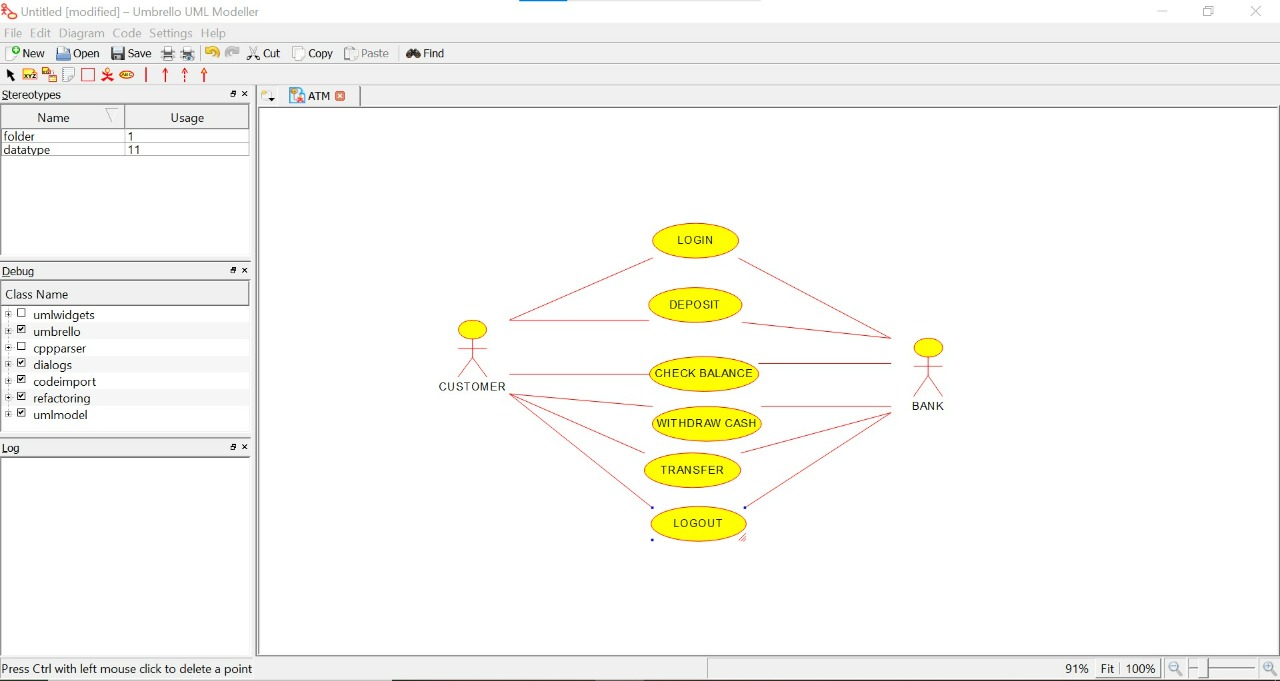 Untitled [modified] – Umbrello UML Modeller
File Edit Diagram Code Settings Help
New Open Save Cut Copy Paste Find
XYZ ABC
Stereotypes
ATM
Name Usage
folder 1
datatype 11
Debug
Class Name
umlwidgets
umbrello
cppparser
dialogs
codeimport
refactoring
umlmodel
Log
LOGIN
DEPOSIT
CHECK BALANCE
CUSTOMER
BANK
WITHDRAW CASH
TRANSFER
LOGOUT
Press Ctrl with left mouse click to delete a point
91% Fit 100%